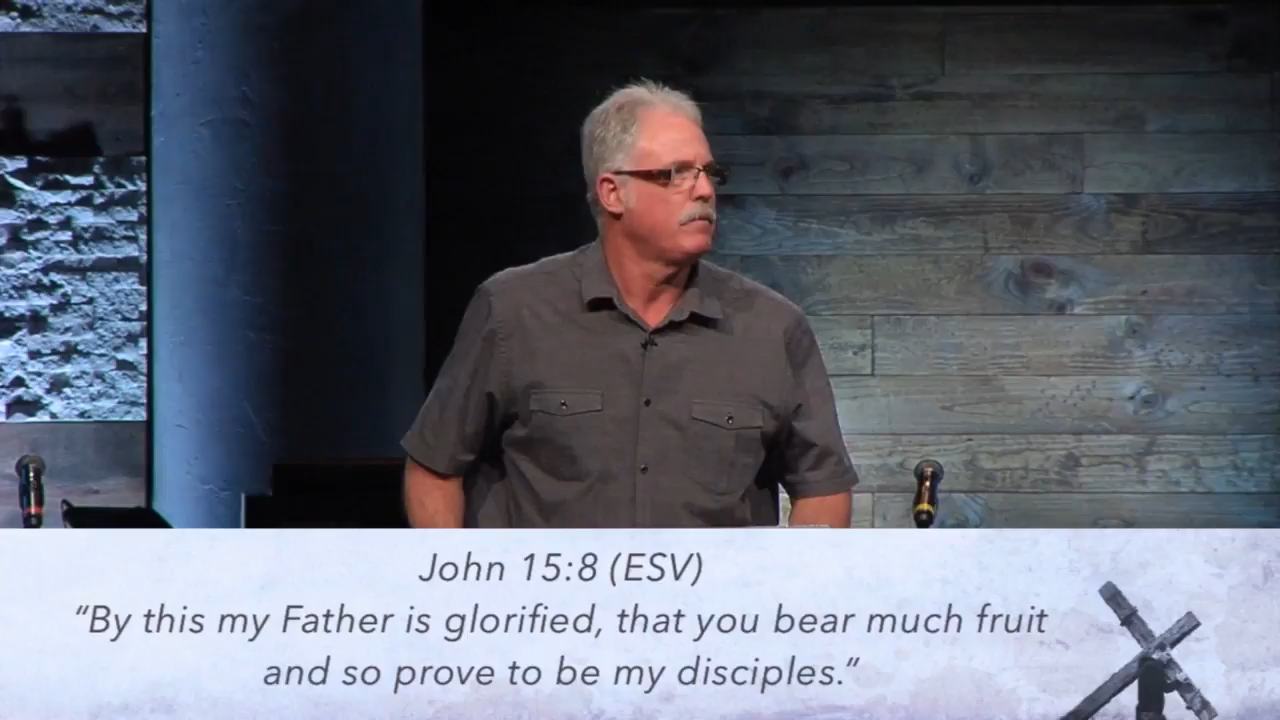 John 15:8 (ESV)
“By this my Father is glorified, that you bear much fruit
and so prove to be my disciples.“